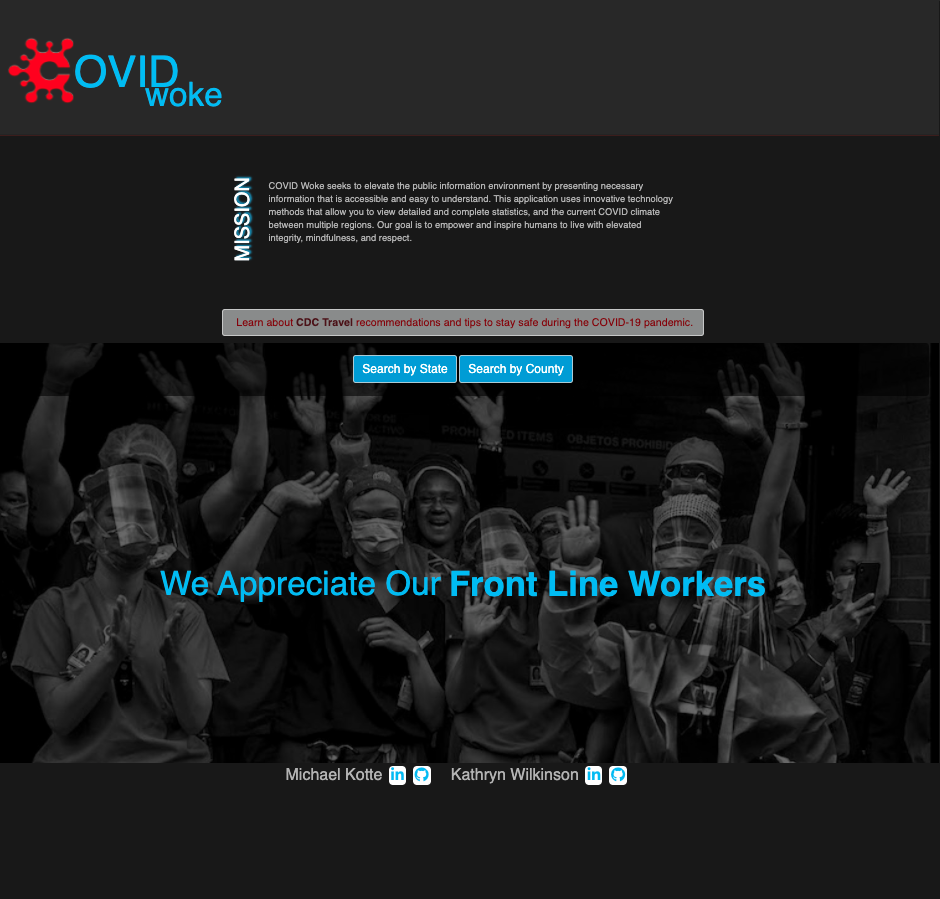 COVID
woke
MISSION
COVID Woke seeks to elevate the public information environment by presenting necessary
information that is accessible and easy to understand. This application uses innovative technology
methods that allow you to view detailed and complete statistics, and the current COVID climate
between multiple regions. Our goal is to empower and inspire humans to live with elevated
integrity, mindfulness, and respect.
Learn about CDC Travel recommendations and tips to stay safe during the COVID-19 pandemic.
Search by State Search by County
PROHIBITED ITEMS OBJETOS PROHIBIDOS
We Appreciate Our Front Line Workers
Michael Kotte in Kathryn Wilkinson in